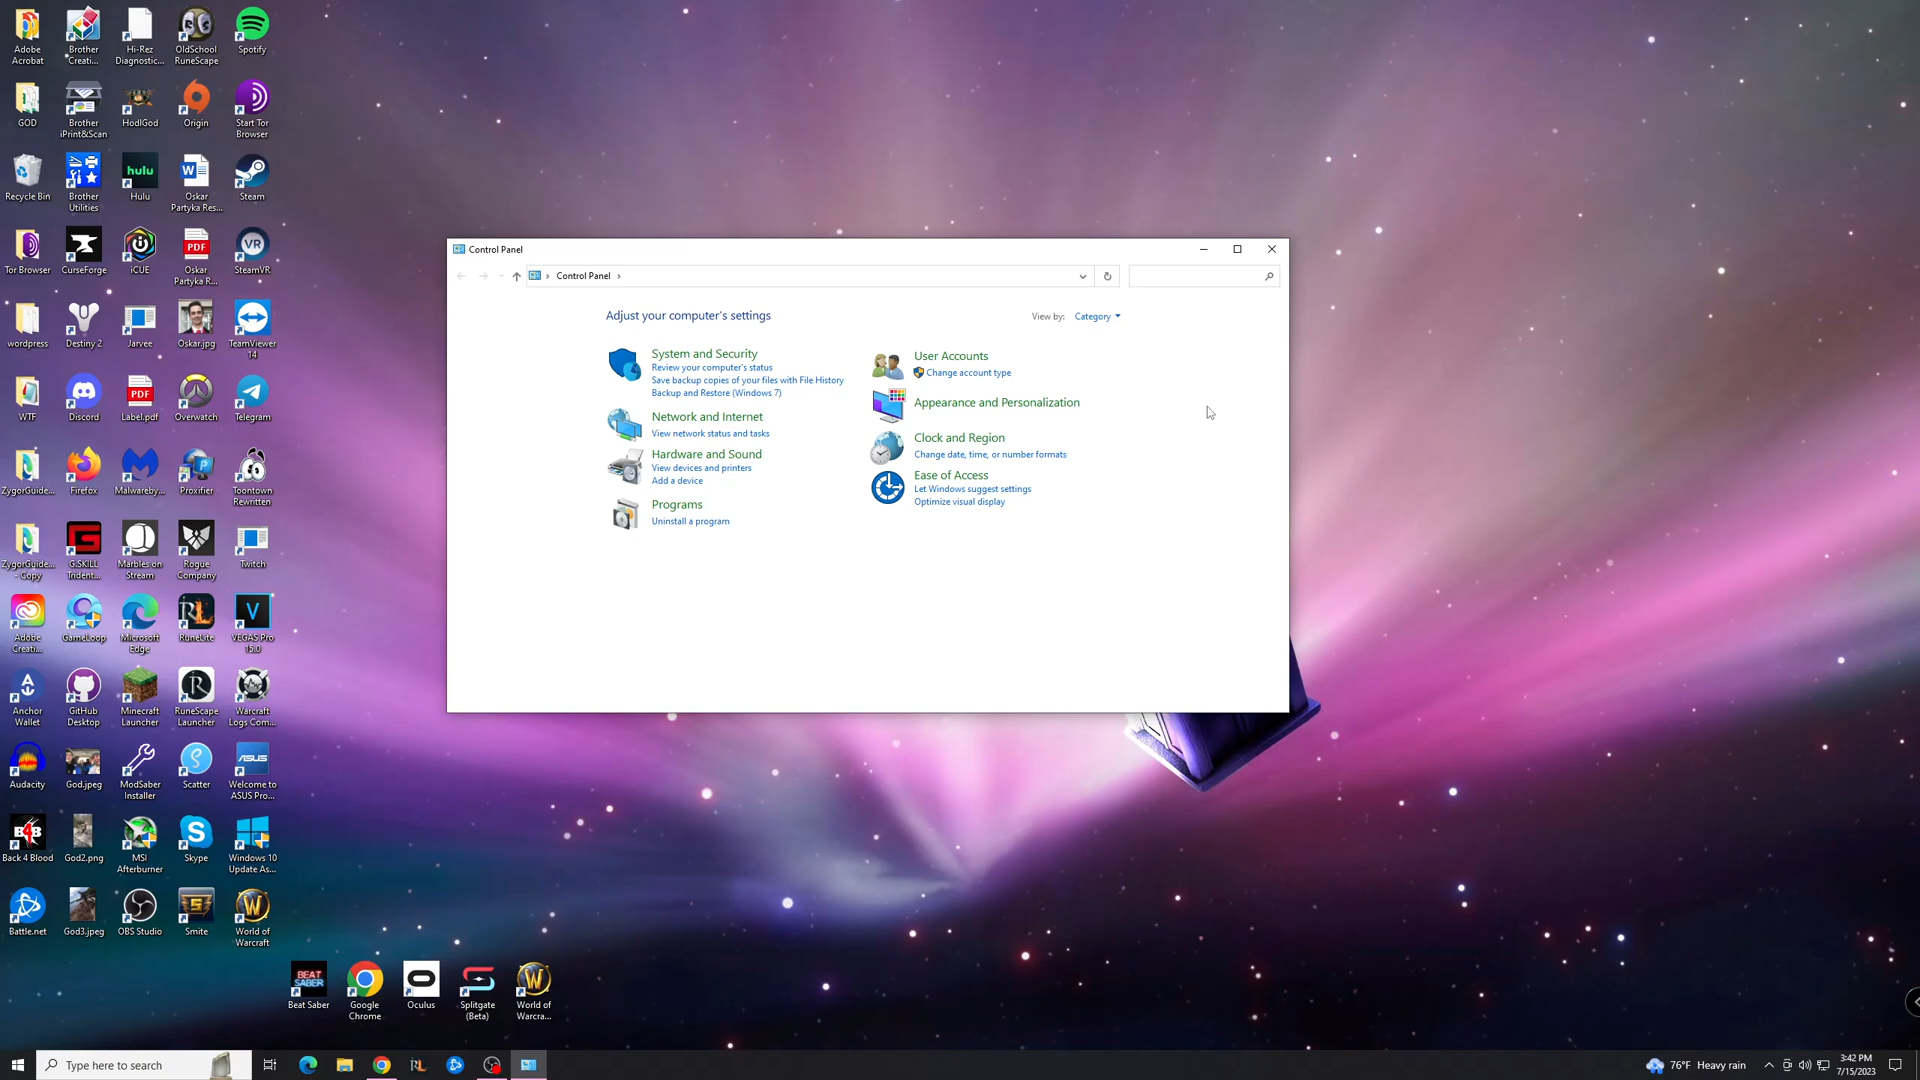 Adobe
Acrobat
Brother
Creati...
Hi-Rez
Diagnostic...
OldSchool
RuneScape
Spotify
GOD
Brother
iPrint&Scan
HodlGod
Origin
Start Tor
Browser
Recycle Bin
Brother
Utilities
hulu
Hulu
Oskar
Partyka Res...
Steam
Tor Browser
CurseForge
iCUE
PDF
Oskar
Partyka R...
VR
SteamVR
wordpress
Destiny 2
Jarvee
Oskar.jpg
TeamViewer
14
WTF
Discord
PDF
Label.pdf
Overwatch
Telegram
ZygorGuide...
Firefox
Malwareby...
Proxifier
Toontown
Rewritten
ZygorGuide...
- Copy
G.SKILL
Trident...
Marbles on
Stream
Rogue
Company
Twitch
Adobe
Creati...
GameLoop
Microsoft
Edge
RuneLite
VEGAS Pro
15.0
Anchor
Wallet
GitHub
Desktop
Minecraft
Launcher
RuneScape
Launcher
Warcraft
Logs Com...
Audacity
God.jpeg
ModSaber
Installer
Scatter
ASUS
Welcome to
ASUS Pro...
B4B
Back 4 Blood
God2.png
MSI
Afterburner
Skype
Windows 10
Update As...
Battle.net
God3.jpeg
OBS Studio
Smite
World of
Warcraft
BEAT
SABER
Beat Saber
Google
Chrome
Oculus
Splitgate
(Beta)
World of
Warcra...
Control Panel
Control Panel
Adjust your computer's settings
View by: Category
System and Security
Review your computer's status
Save backup copies of your files with File History
Backup and Restore (Windows 7)
Network and Internet
View network status and tasks
Hardware and Sound
View devices and printers
Add a device
Programs
Uninstall a program
User Accounts
Change account type
Appearance and Personalization
Clock and Region
Change date, time, or number formats
Ease of Access
Let Windows suggest settings
Optimize visual display
Type here to search
76°F Heavy rain
3:42 PM
7/15/2023